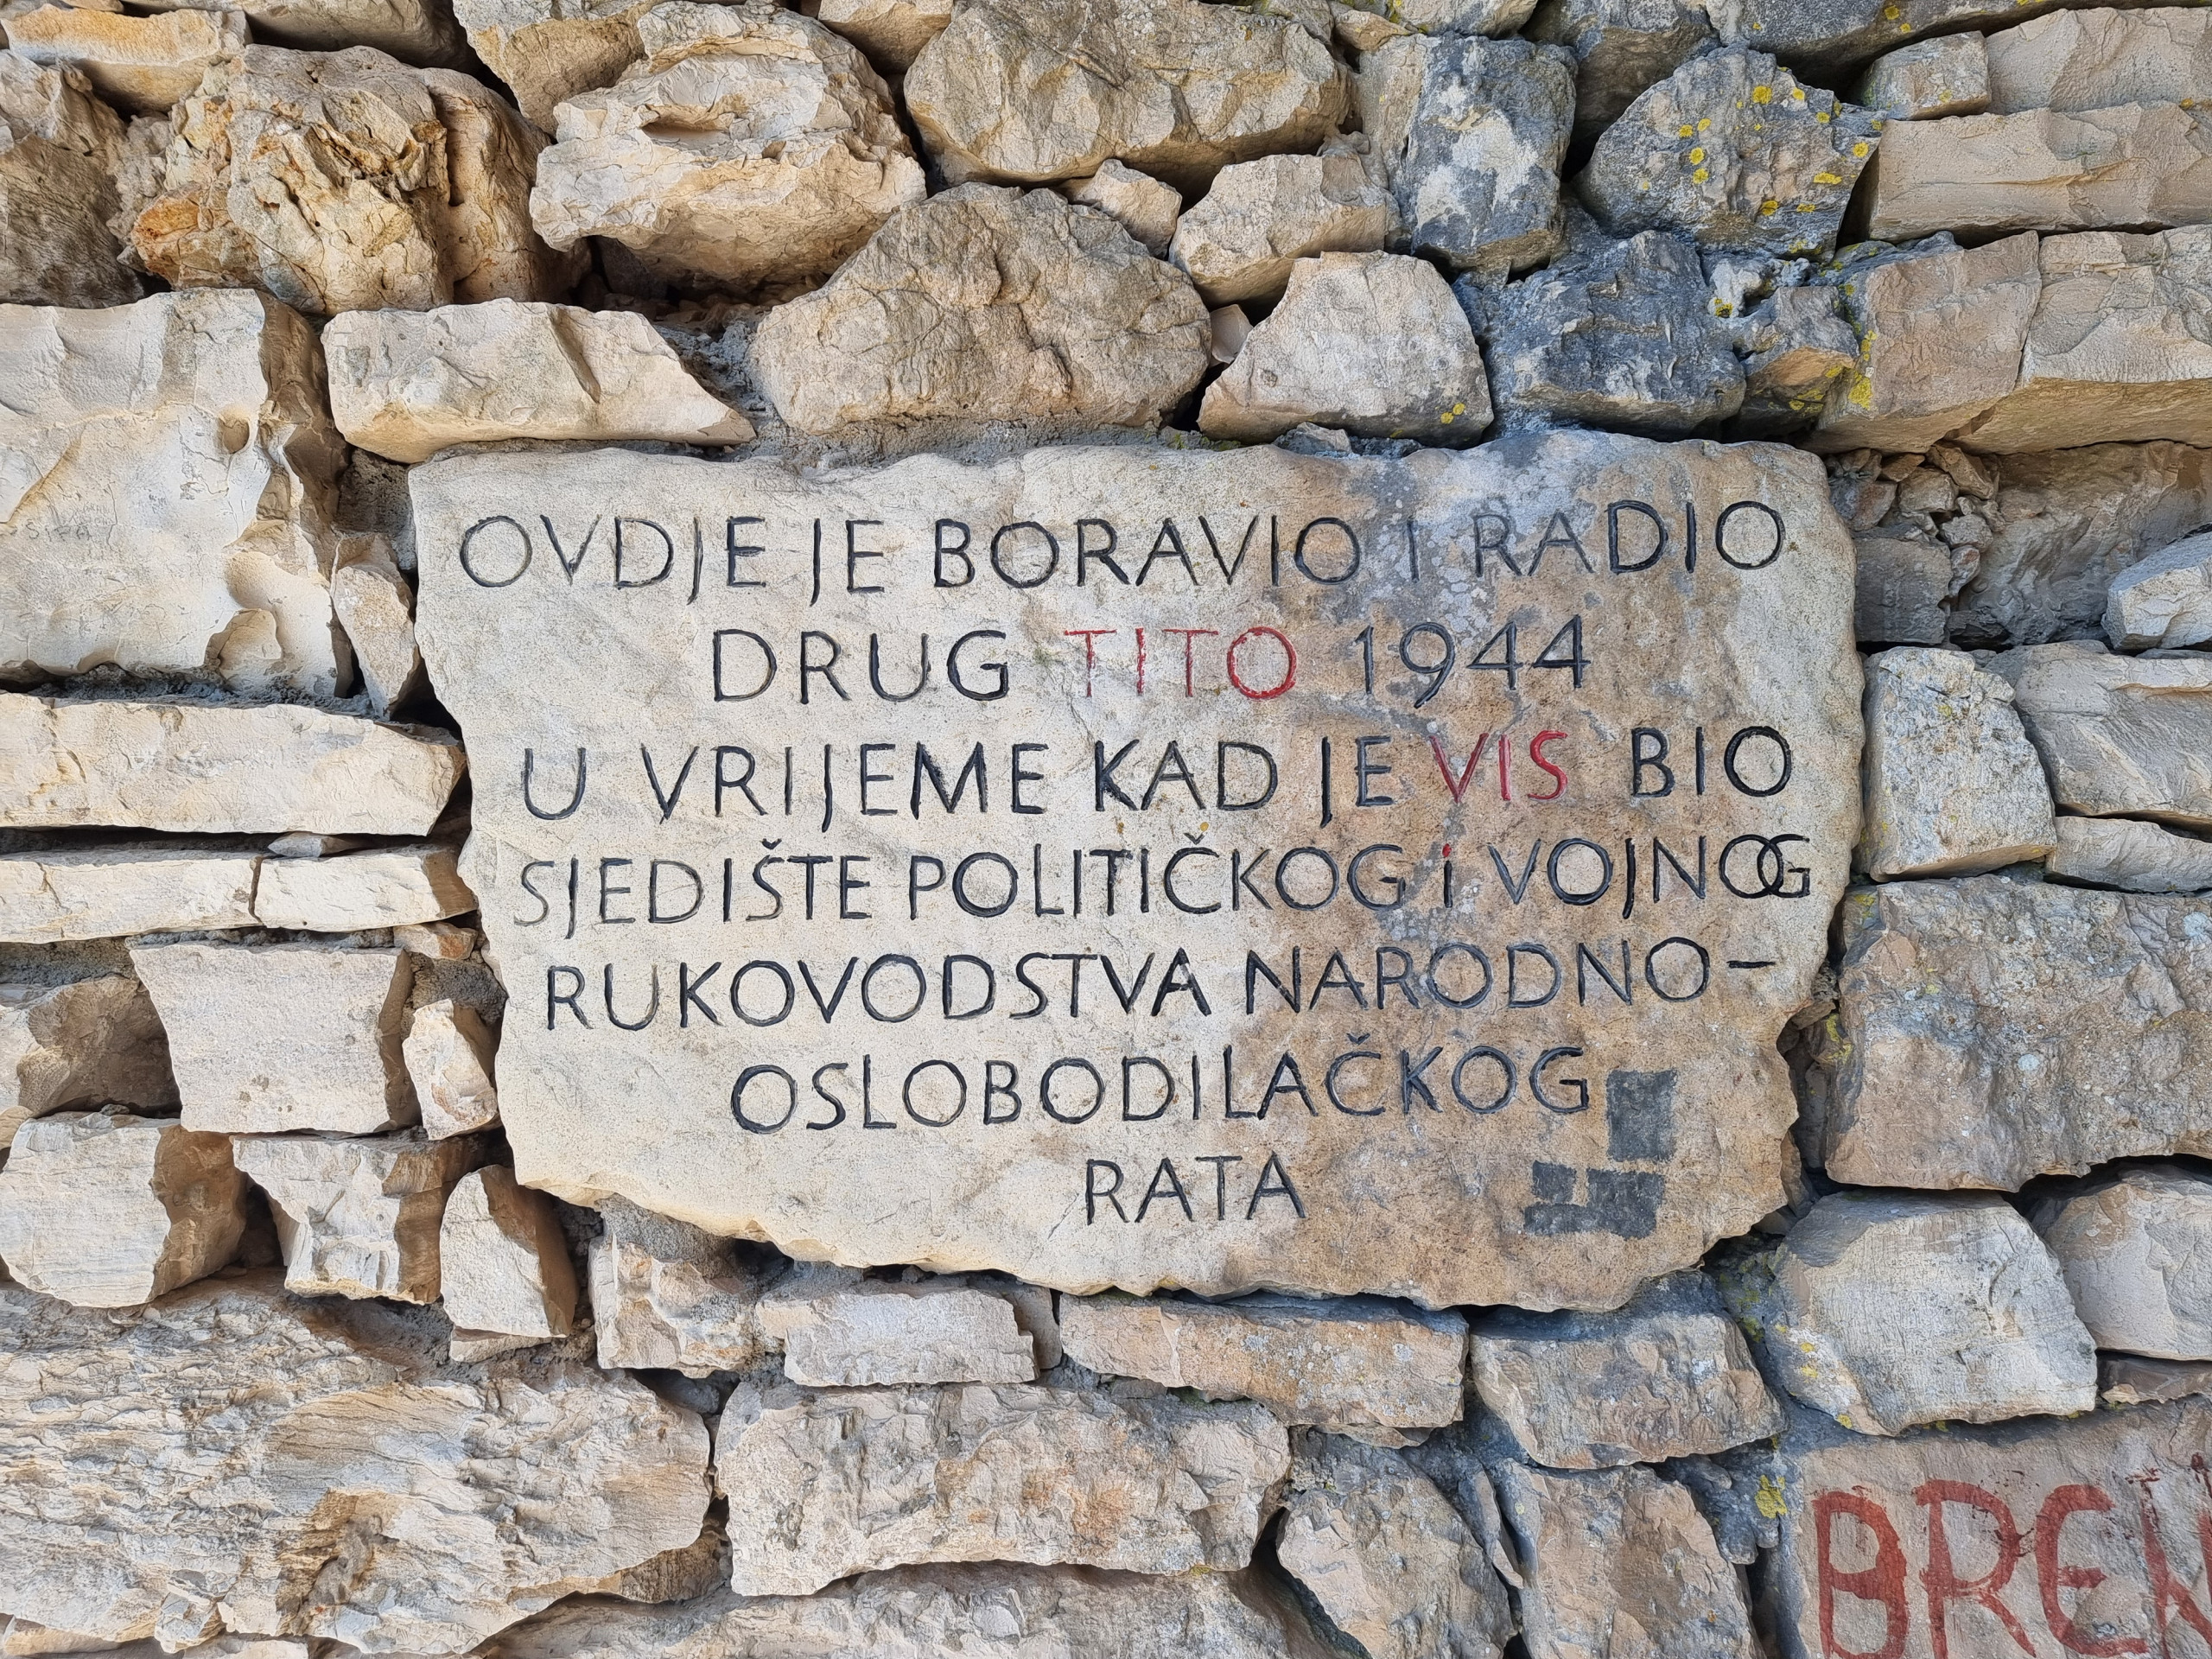 OVDJE JE BORAVIO I RADIO
DRUG TITO 1944
U VRIJEME KAD JE VIS BIO
SJEDIŠTE POLITIČKOG i VOJNOG
RUKOVODSTVA NARODNO-
OSLOBODILAČKOG
RATA